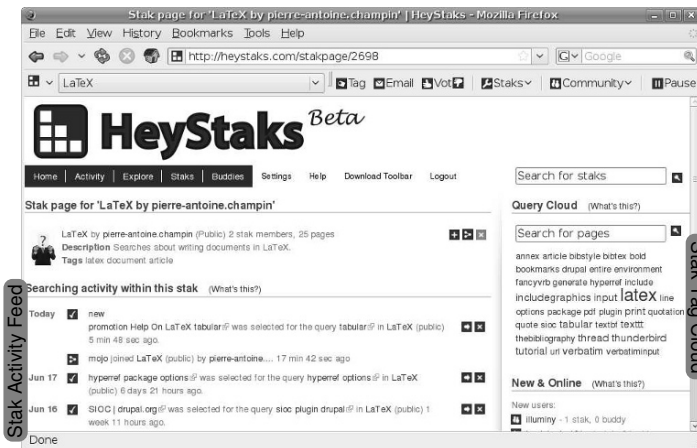 Stak page for 'LaTeX by pierre-antoine.champin' | HeyStaks - Mozilla Firefox
File Edit View History Bookmarks Tools Help
http://heystaks.com/stakpage/2698
Google
LaTeX
Tag Email Vot Staks Community Pause
HeyStaks Beta
Home Activity Explore Staks Buddies Settings Help Download Toolbar Logout
Search for staks
Stak page for 'LaTeX by pierre-antoine.champin'
LaTeX by pierre-antoine.champin (Public) 2 stak members, 25 pages
Description Searches about writing documents in LaTeX.
Tags latex document article
Searching activity within this stak (What's this?)
Today new
promotion Help On LaTeX tabular was selected for the query tabular in LaTeX (public)
5 min 48 sec ago.
mojo joined LaTeX (public) by pierre-antoine.... 17 min 42 sec ago
Jun 17 hyperref package options was selected for the query hyperref options in LaTeX
(public) 6 days 21 hours ago.
Jun 16 SIOC | drupal.org was selected for the query sioc plugin drupal in LaTeX (public) 1
week 11 hours ago.
Query Cloud (What's this?)
Search for pages
annex article bibstyle bibtex bold
bookmarks drupal entire environment
fancyvrb generate hyperref include
includegraphics input latex line
options package pdf plugin print quotation
quote sioc tabular textbf texttt
thebibliography thread thunderbird
tutorial url verbatim verbatiminput
New & Online (What's this?)
New users:
illuminy - 1 stak, 0 buddy
Done
Stak Activity Feed
Stak Tag Cloud